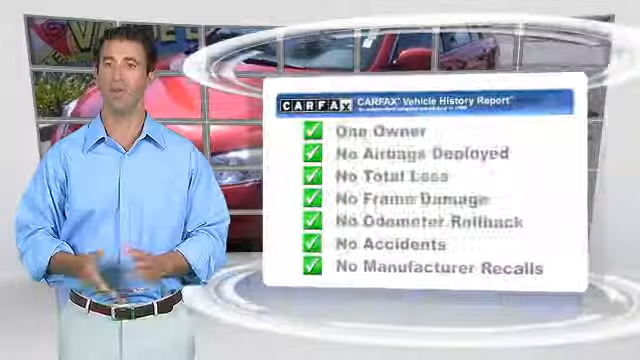 CARFAX CARFAX Vehicle History Report
One Owner
No Airbags Deployed
No Total Loss
No Frame Damage
No Odometer Rollback
No Accidents
No Manufacturer Recalls